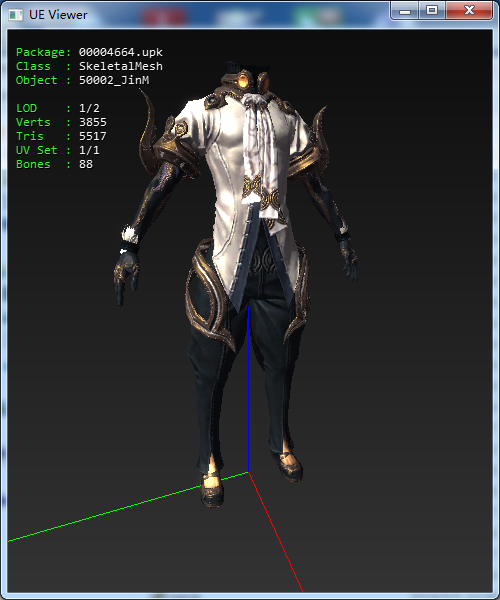 UE Viewer
Package: 00004664.upk
Class : SkeletalMesh
Object : 50002_JinM
LOD : 1/2
Verts : 3855
Tris : 5517
UV Set : 1/1
Bones : 88